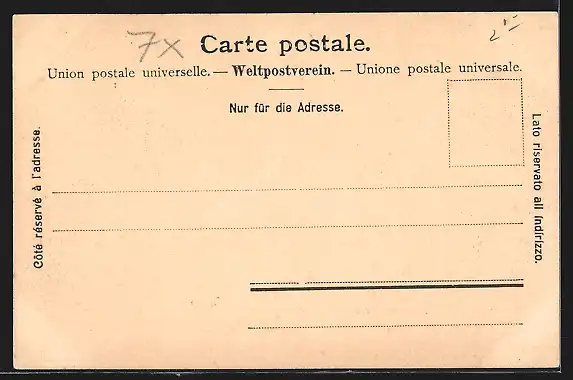 7x
Carte postale.
Union postale universelle. — Weltpostverein. — Unione postale universale.
Nur für die Adresse.
Côté réservé à l'adresse.
Lato riservato all indirizzo.